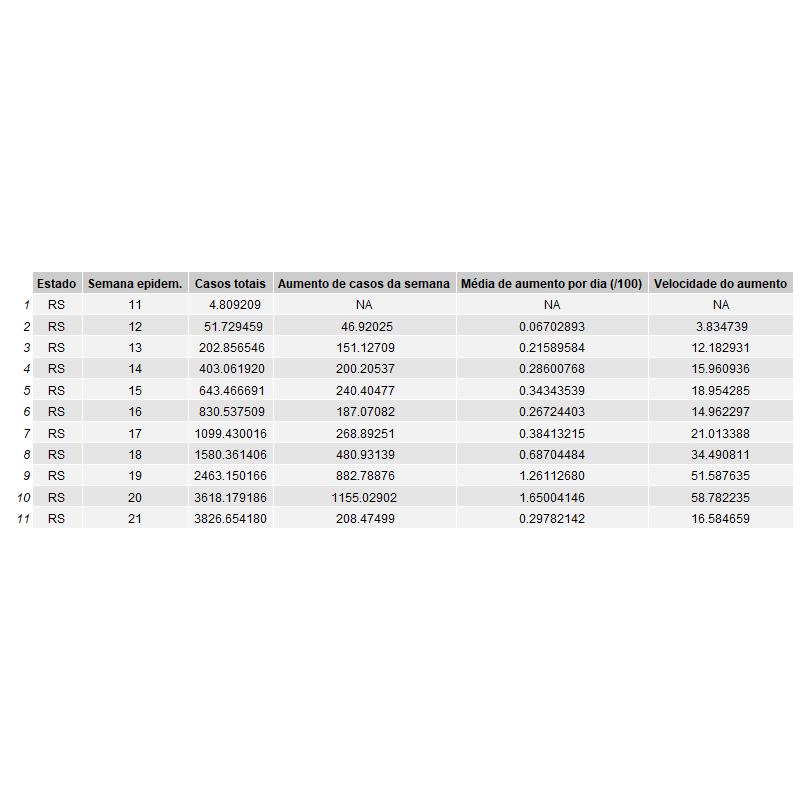 Estado Semana epidem. Casos totais Aumento de casos da semana Média de aumento por dia (/100) Velocidade do aumento
1 RS 11 4.809209 NA NA NA
2 RS 12 51.729459 46.92025 0.06702893 3.834739
3 RS 13 202.856546 151.12709 0.21589584 12.182931
4 RS 14 403.061920 200.20537 0.28600768 15.960936
5 RS 15 643.466691 240.40477 0.34343539 18.954285
6 RS 16 830.537509 187.07082 0.26724403 14.962297
7 RS 17 1099.430016 268.89251 0.38413215 21.013388
8 RS 18 1580.361406 480.93139 0.68704484 34.490811
9 RS 19 2463.150166 882.78876 1.26112680 51.587635
10 RS 20 3618.179186 1155.02902 1.65004146 58.782235
11 RS 21 3826.654180 208.47499 0.29782142 16.584659